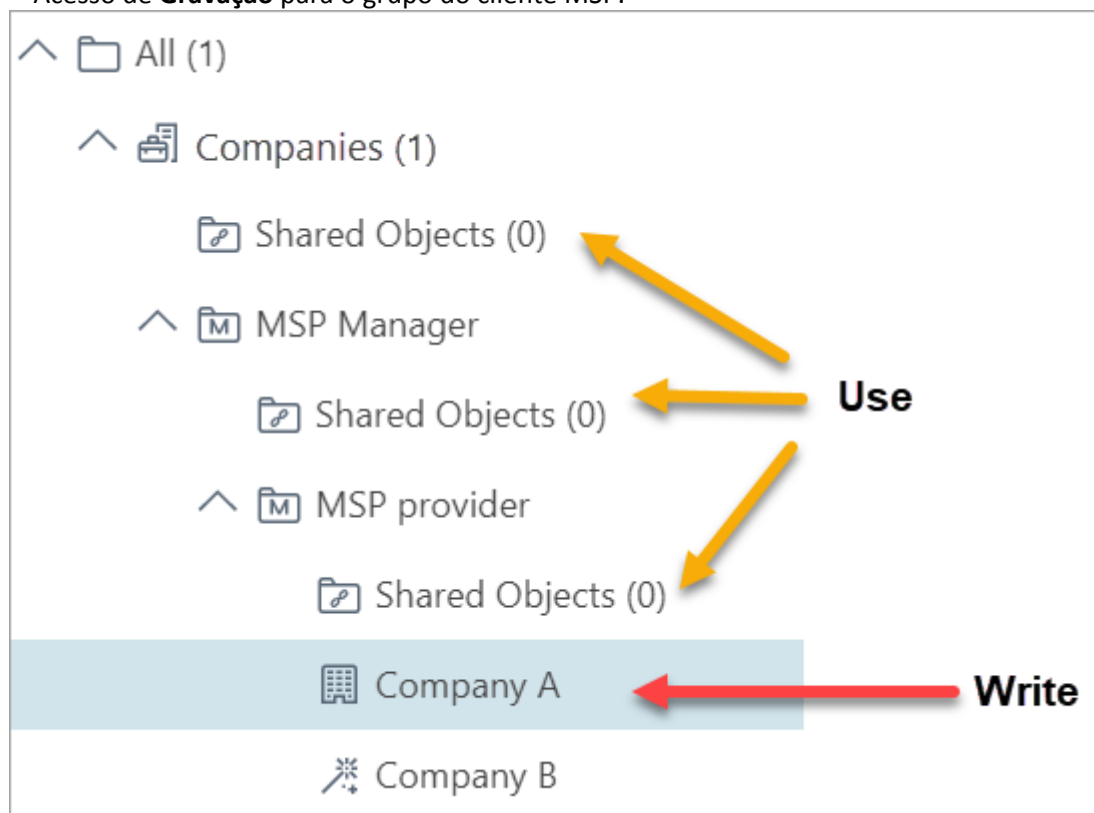 Acesso de Gravação para o grupo do cliente MSP.
All (1)
Companies (1)
Shared Objects (0)
MSP Manager
Use
Shared Objects (0)
MSP provider
Shared Objects (0)
Company A
Write
Company B